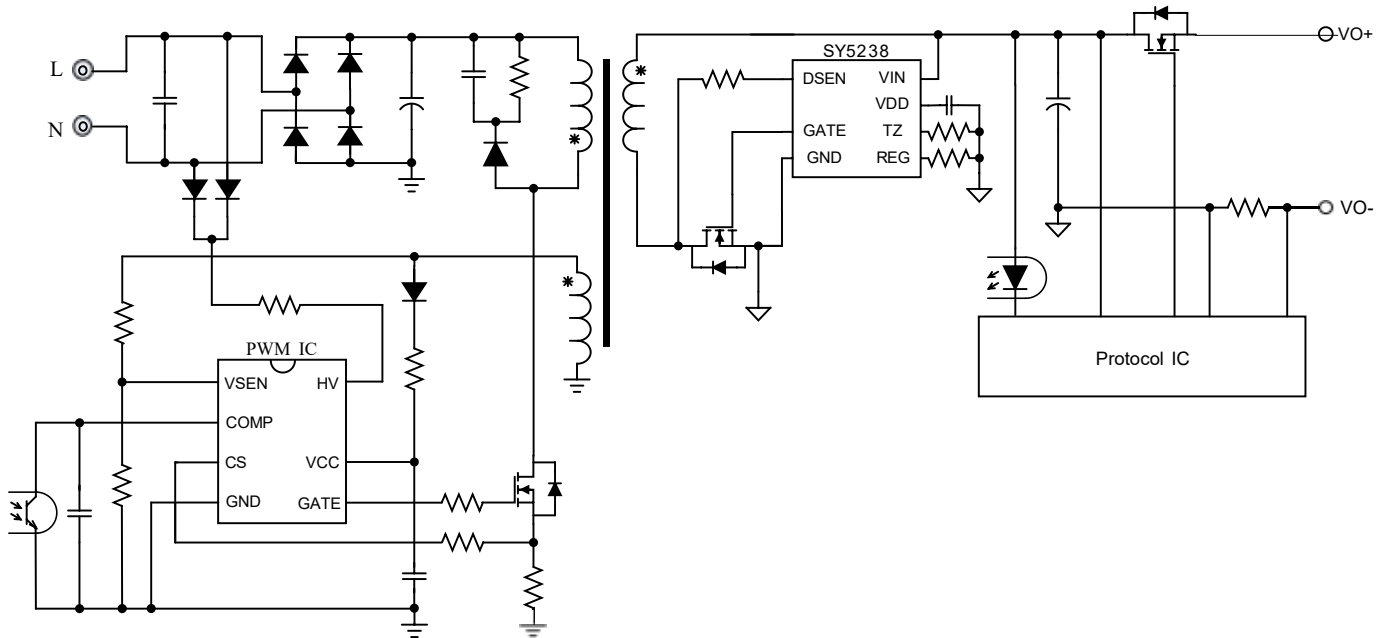 L
N
SY5238
DSEN
VIN
VDD
GATE
TZ
GND
REG
VO+
VO-
PWM IC
VSEN
HV
COMP
CS
VCC
GND
GATE
Protocol IC